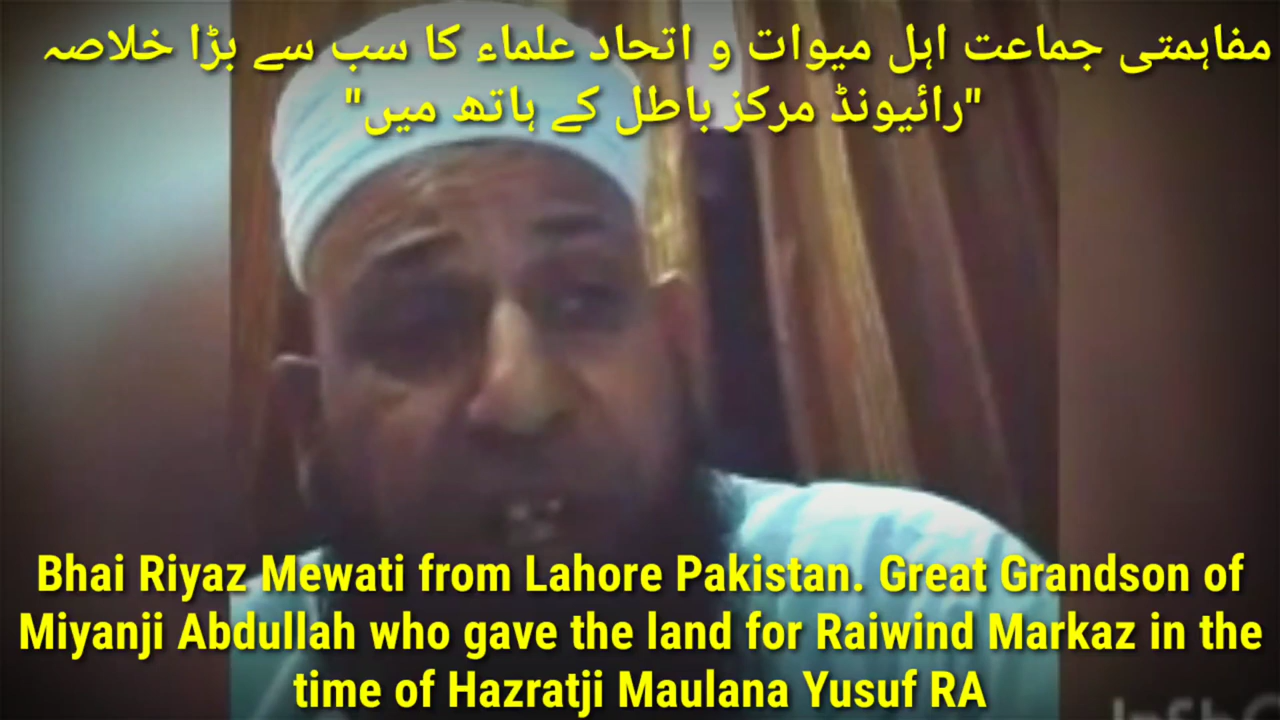 مفاہمتی جماعت اہل میوات و اتحاد علماء کا سب سے بڑا خلاصہ
"رائیونڈ مرکز باطل کے ہاتھ میں"
Bhai Riyaz Mewati from Lahore Pakistan. Great Grandson of
Miyanji Abdullah who gave the land for Raiwind Markaz in the
time of Hazratji Maulana Yusuf RA